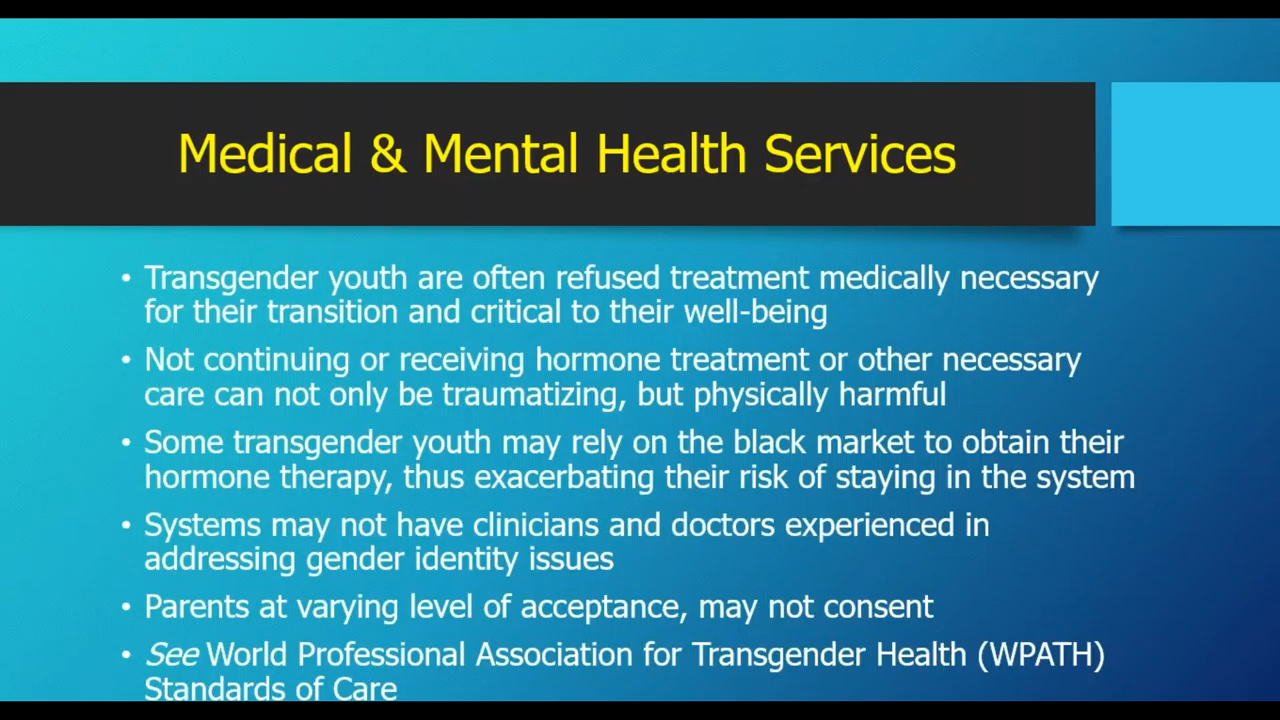 Medical & Mental Health Services
• Transgender youth are often refused treatment medically necessary
for their transition and critical to their well-being
• Not continuing or receiving hormone treatment or other necessary
care can not only be traumatizing, but physically harmful
• Some transgender youth may rely on the black market to obtain their
hormone therapy, thus exacerbating their risk of staying in the system
• Systems may not have clinicians and doctors experienced in
addressing gender identity issues
• Parents at varying level of acceptance, may not consent
• See World Professional Association for Transgender Health (WPATH)
Standards of Care